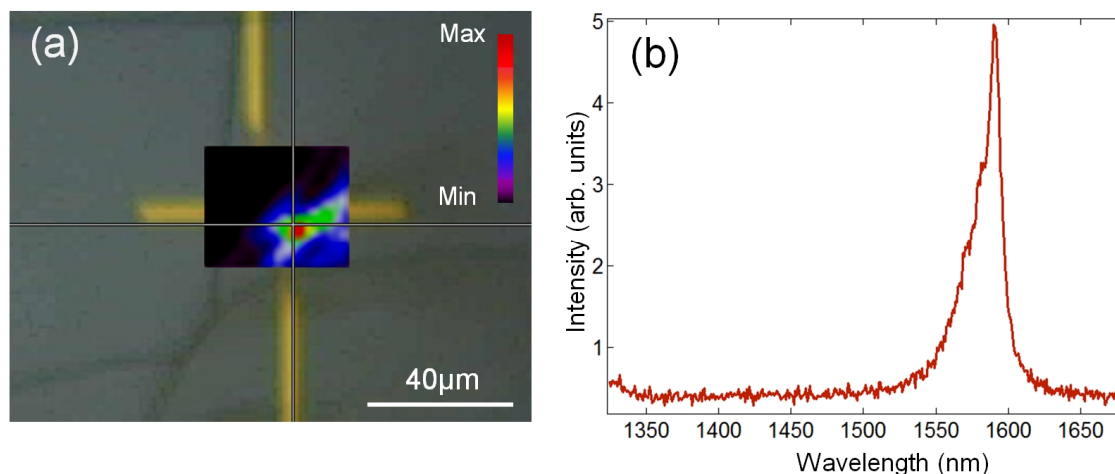 (a)
Max
Min
40μm
(b)
Intensity (arb. units)
5
4
3
2
1
1350 1400 1450 1500 1550 1600 1650
Wavelength (nm)